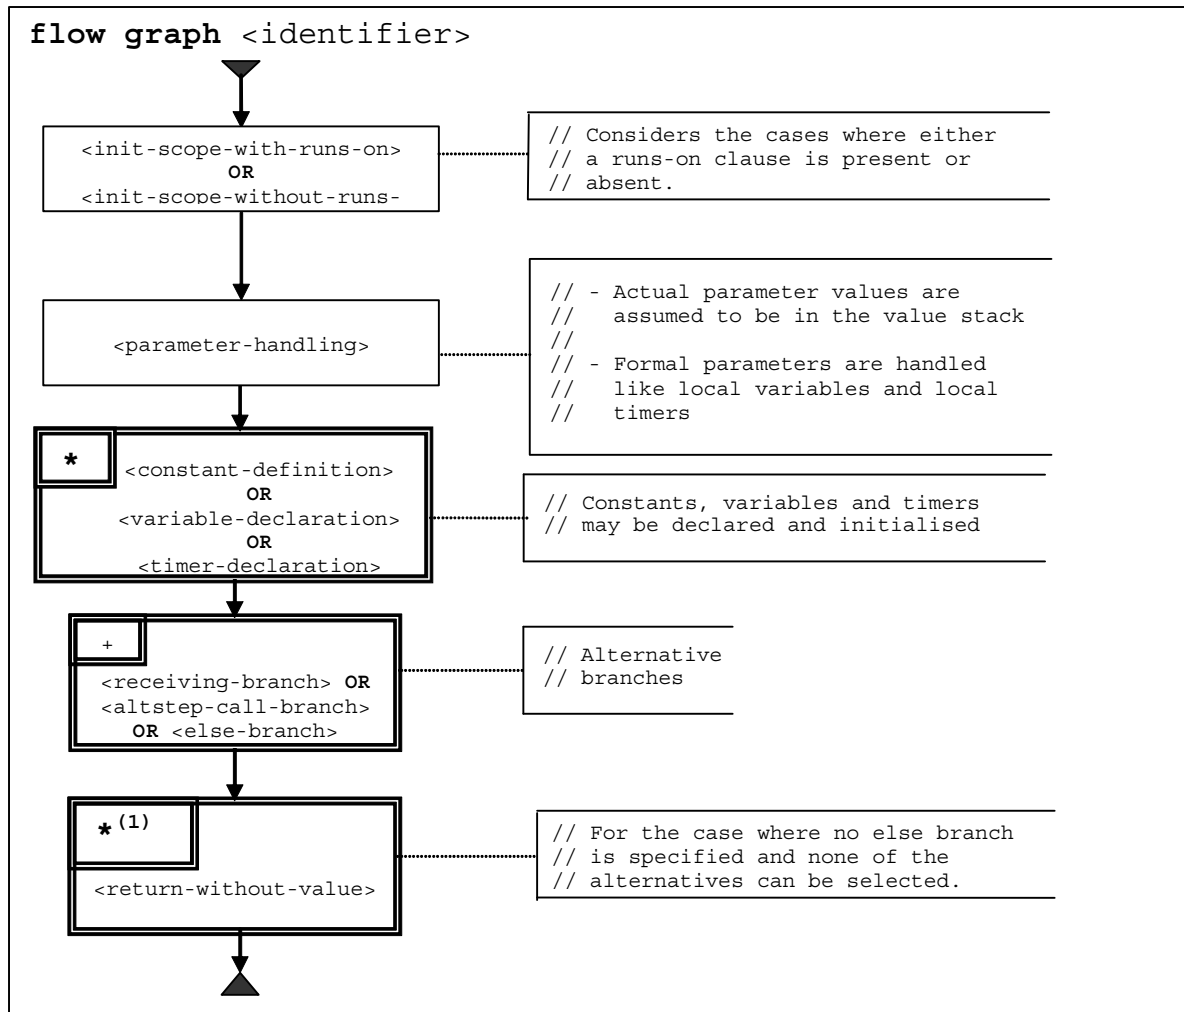 flow graph <identifier>
<init-scope-with-runs-on>
OR
<init-scope-without-runs-
// Considers the cases where either
// a runs-on clause is present or
// absent.
<parameter-handling>
// - Actual parameter values are
//   assumed to be in the value stack
//
// - Formal parameters are handled
//   like local variables and local
//   timers
*
<constant-definition>
OR
<variable-declaration>
OR
<timer-declaration>
// Constants, variables and timers
// may be declared and initialised
+
<receiving-branch> OR
<altstep-call-branch>
OR <else-branch>
// Alternative
// branches
*(1)
<return-without-value>
// For the case where no else branch
// is specified and none of the
// alternatives can be selected.